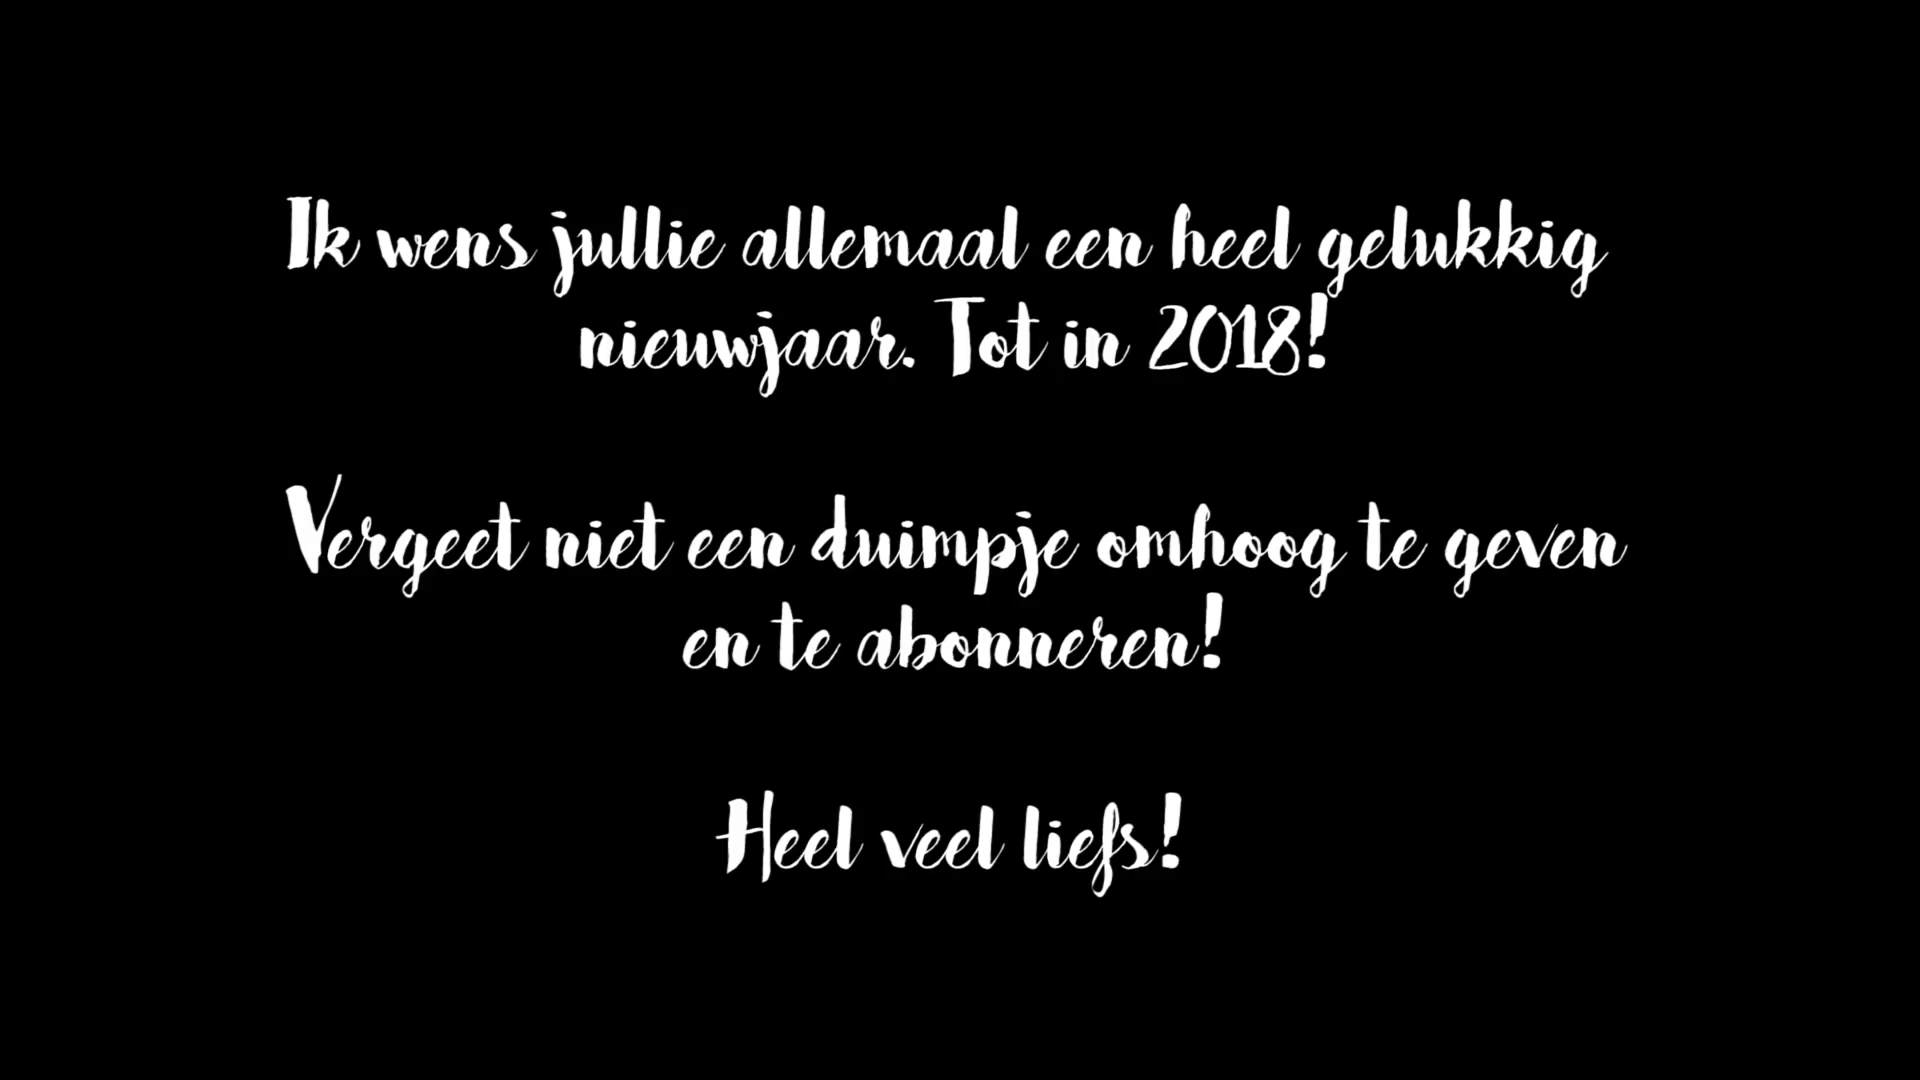 Ik wens jullie allemaal een heel gelukkig
nieuwjaar. Tot in 2018!
Vergeet niet een duimpje omhoog te geven
en te abonneren!
Heel veel liefs!